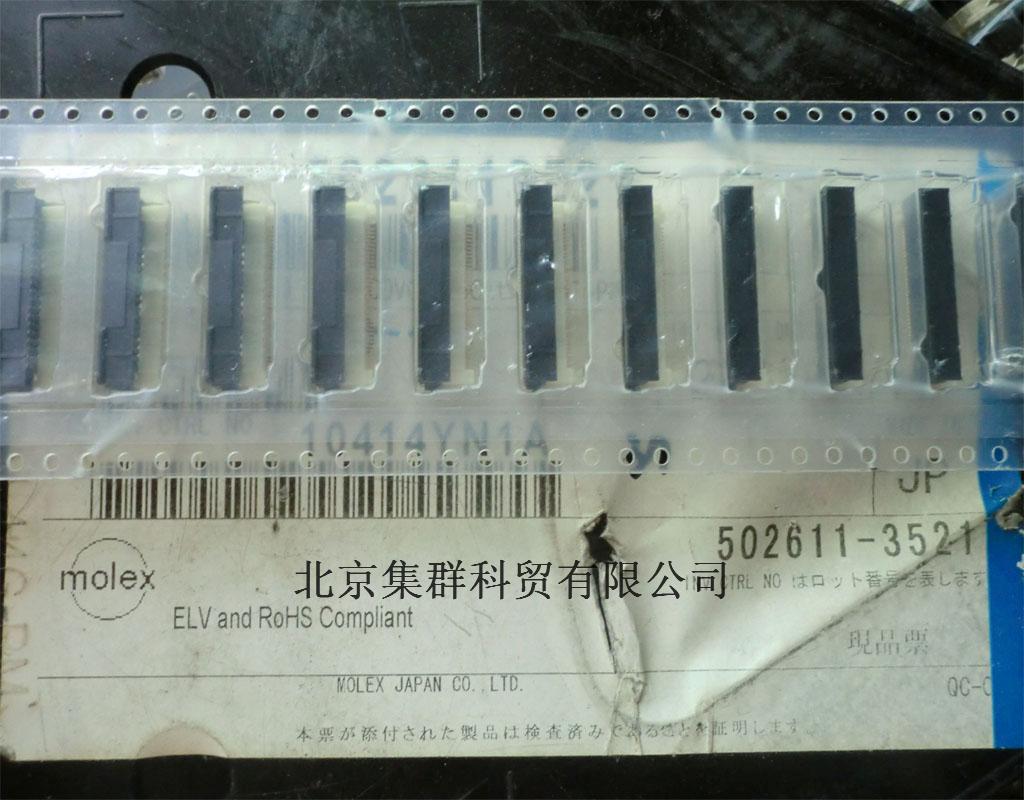 CTRL NO
10414YN1A
JP
502611-3521
molex
北京集群科贸有限公司
CTRL NO はロット番号を表します
ELV and RoHS Compliant
現品票
MOLEX JAPAN CO.,LTD.
QC-
本票が添付された製品は検査済みであることを証明します